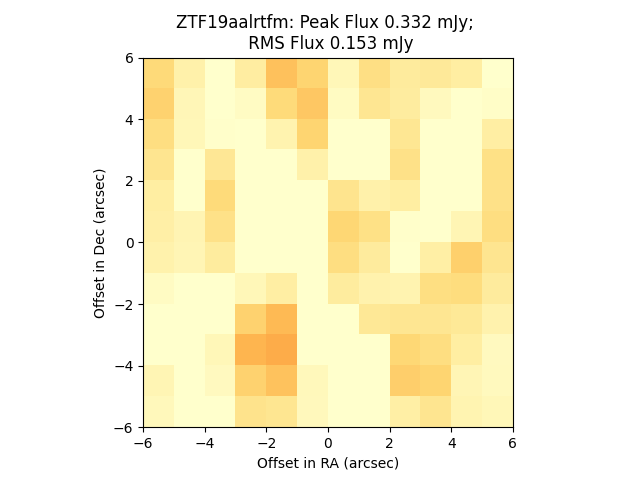 ZTF19aalrtfm: Peak Flux 0.332 mJy;
RMS Flux 0.153 mJy
6
4
2
0
−2
−4
−6
Offset in Dec (arcsec)
−6 −4 −2 0 2 4 6
Offset in RA (arcsec)